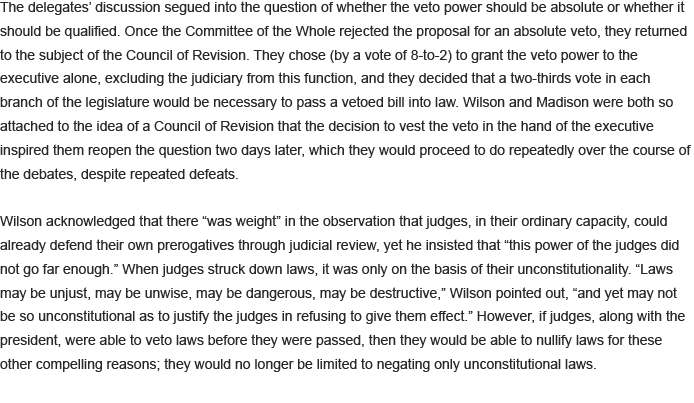 The delegates’ discussion segued into the question of whether the veto power should be absolute or whether it
should be qualified. Once the Committee of the Whole rejected the proposal for an absolute veto, they returned
to the subject of the Council of Revision. They chose (by a vote of 8-to-2) to grant the veto power to the
executive alone, excluding the judiciary from this function, and they decided that a two-thirds vote in each
branch of the legislature would be necessary to pass a vetoed bill into law. Wilson and Madison were both so
attached to the idea of a Council of Revision that the decision to vest the veto in the hand of the executive
inspired them reopen the question two days later, which they would proceed to do repeatedly over the course of
the debates, despite repeated defeats.
Wilson acknowledged that there “was weight” in the observation that judges, in their ordinary capacity, could
already defend their own prerogatives through judicial review, yet he insisted that “this power of the judges did
not go far enough.” When judges struck down laws, it was only on the basis of their unconstitutionality. “Laws
may be unjust, may be unwise, may be dangerous, may be destructive,” Wilson pointed out, “and yet may not
be so unconstitutional as to justify the judges in refusing to give them effect.” However, if judges, along with the
president, were able to veto laws before they were passed, then they would be able to nullify laws for these
other compelling reasons; they would no longer be limited to negating only unconstitutional laws.